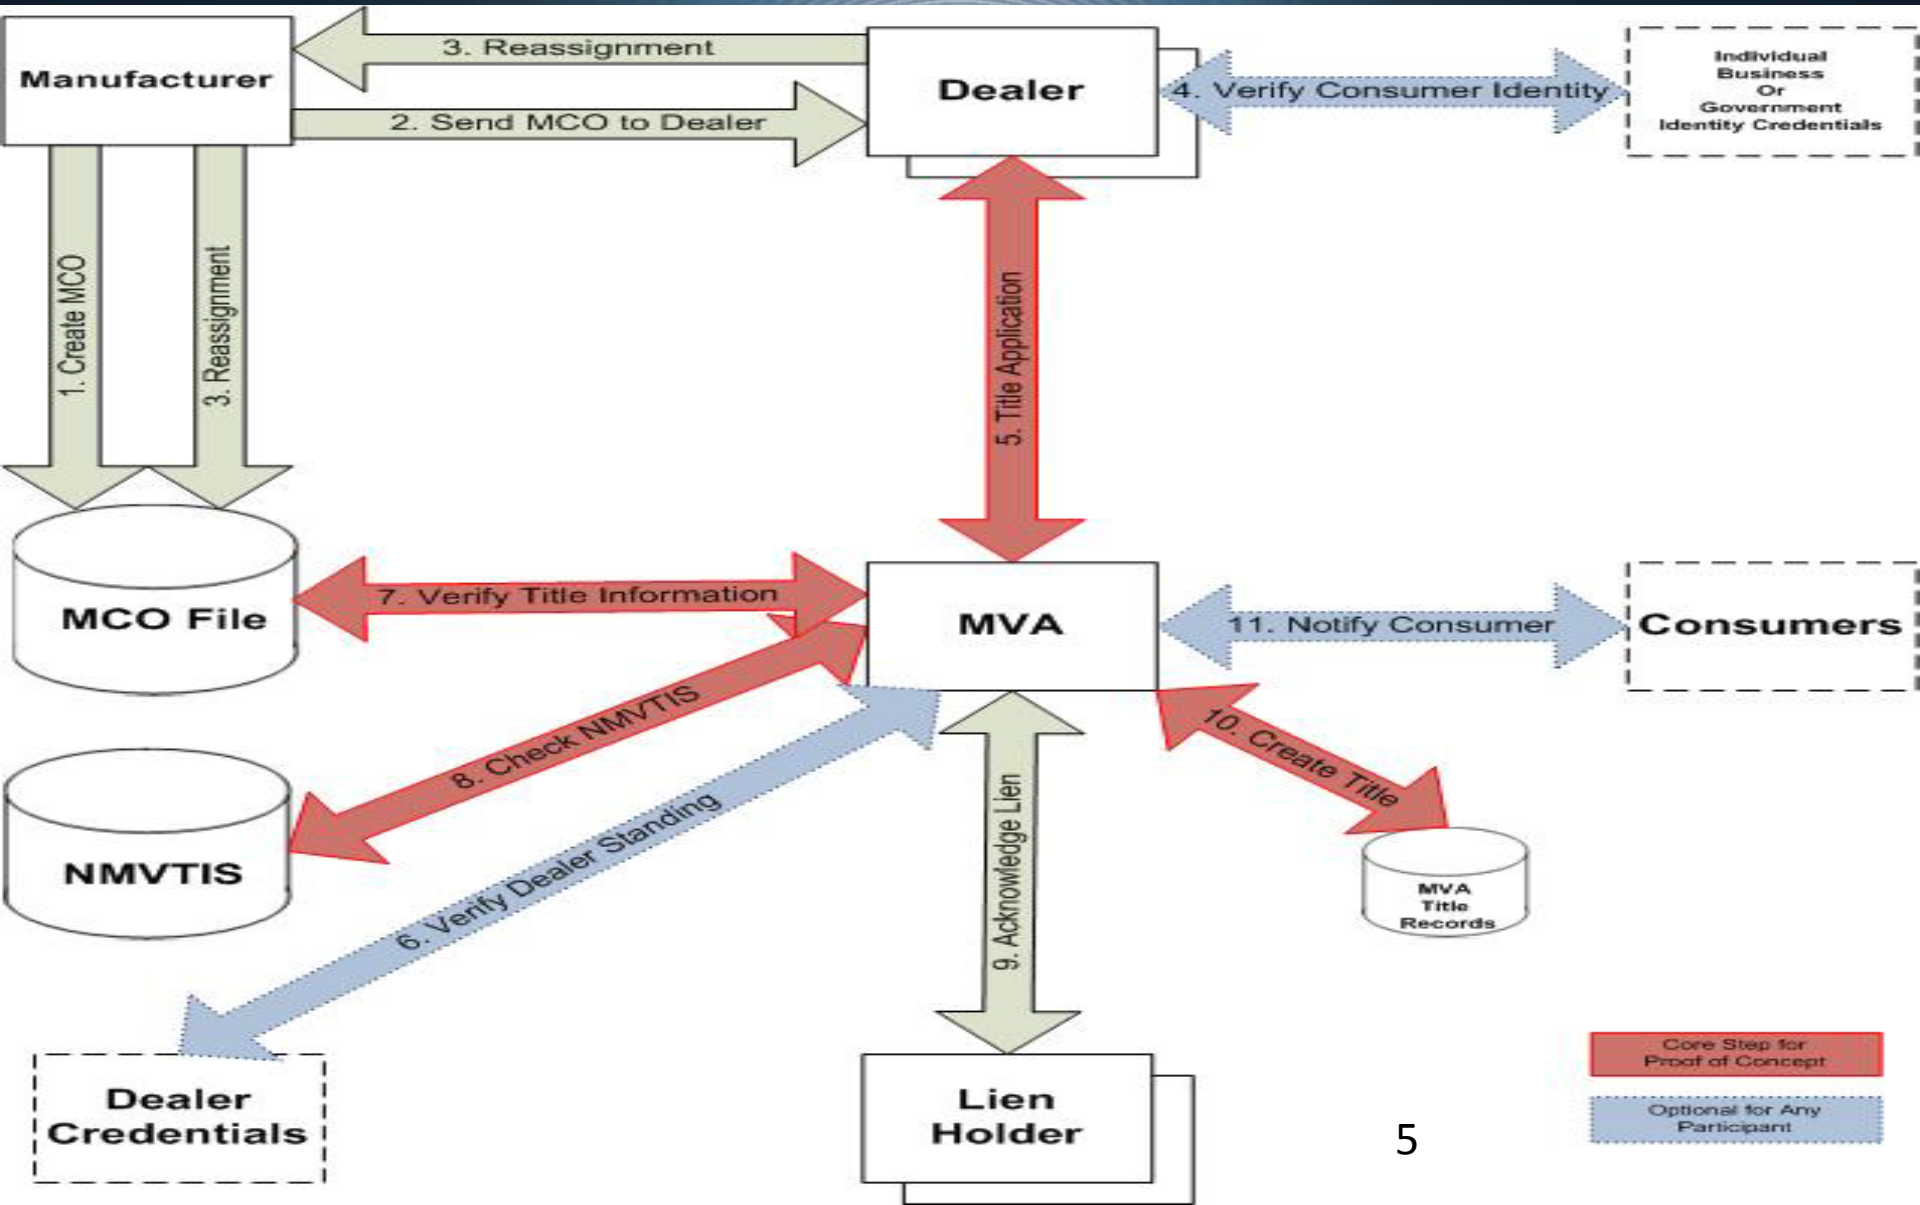 Manufacturer
3. Reassignment
2. Send MCO to Dealer
Dealer
4. Verify Consumer Identity
Individual
Business
Or
Government
Identity Credentials
1. Create MCO
3. Reassignment
5. Title Application
MCO File
7. Verify Title Information
MVA
11. Notify Consumer
Consumers
8. Check NMVTIS
10. Create Title
NMVTIS
6. Verify Dealer Standing
9. Acknowledge Lien
MVA
Title
Records
Dealer
Credentials
Lien
Holder
5
Core Step for
Proof of Concept
Optional for Any
Participant